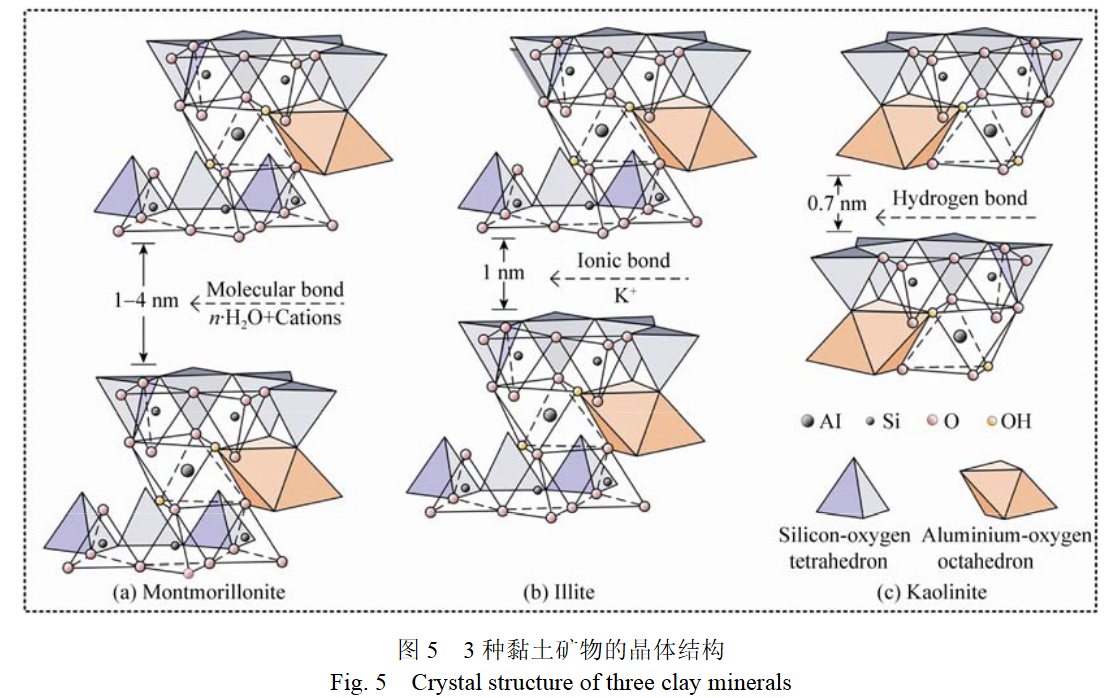 1–4 nm
Molecular bond
n·H₂O+Cations
(a) Montmorillonite
1 nm
Ionic bond
K⁺
(b) Illite
0.7 nm
Hydrogen bond
Al
Si
O
OH
Silicon-oxygen
tetrahedron
Aluminium-oxygen
octahedron
(c) Kaolinite
图 5 3 种黏土矿物的晶体结构
Fig. 5 Crystal structure of three clay minerals